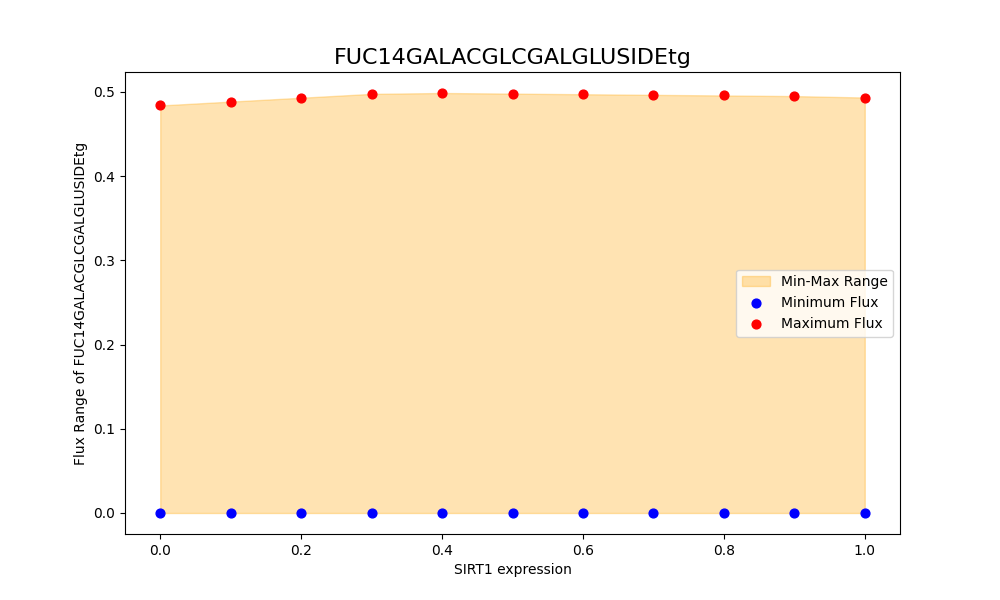 FUC14GALACGLCGALGLUSIDEtg
Flux Range of FUC14GALACGLCGALGLUSIDEtg
0.5
0.4
0.3
0.2
0.1
0.0
Min-Max Range
Minimum Flux
Maximum Flux
0.0 0.2 0.4 0.6 0.8 1.0
SIRT1 expression